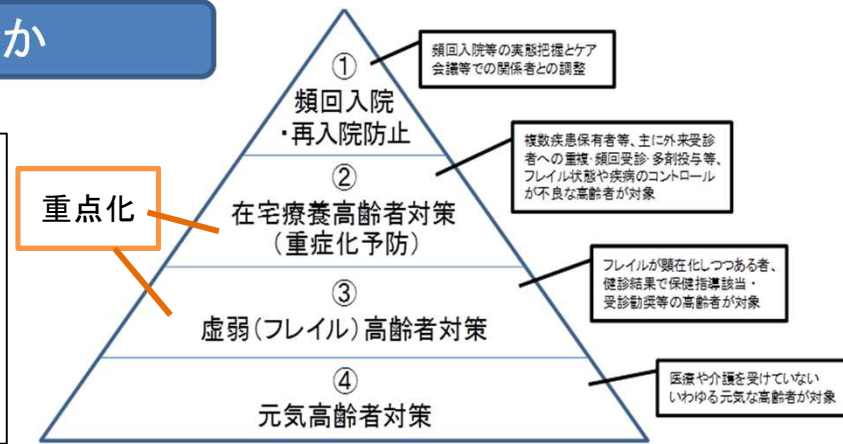 か
①
頻回入院
・再入院防止
頻回入院等の実態把握とケア
会議等での関係者との調整
②
在宅療養高齢者対策
(重症化予防)
複数疾患保有者等、主に外来受診
者への重複・頻回受診・多剤投与等、
フレイル状態や疾病のコントロール
が不良な高齢者が対象
重点化
③
虚弱(フレイル)高齢者対策
フレイルが顕在化しつつある者、
健診結果で保健指導該当・
受診勧奨等の高齢者が対象
④
元気高齢者対策
医療や介護を受けていない
いわゆる元気な高齢者が対象